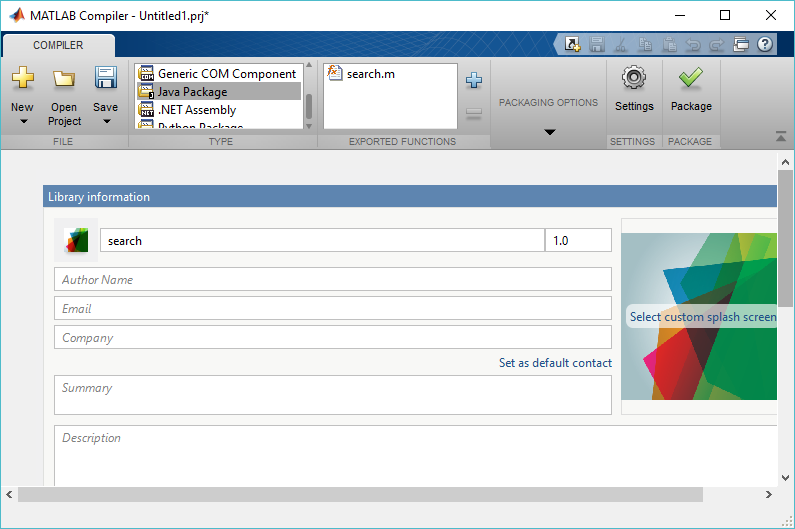 MATLAB Compiler - Untitled1.prj*
COMPILER
New
Open
Project
Save
Generic COM Component
Java Package
.NET Assembly
Python Package
search.m
PACKAGING OPTIONS
Settings
Package
FILE
TYPE
EXPORTED FUNCTIONS
SETTINGS
PACKAGE
Library information
search
1.0
Author Name
Email
Company
Set as default contact
Summary
Description
Select custom splash screen